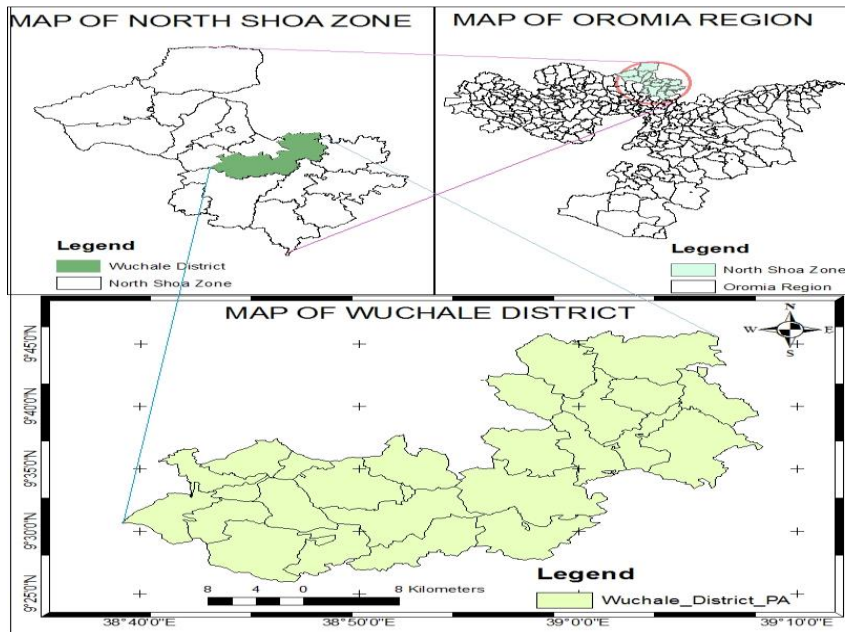 MAP OF NORTH SHOA ZONE
Legend
Wuchale District
North Shoa Zone
MAP OF OROMIA REGION
Legend
North Shoa Zone
Oromia Region
MAP OF WUCHALE DISTRICT
N
W E
S
9°45'0"N
9°40'0"N
9°35'0"N
9°30'0"N
9°25'0"N
8 4 0 8 Kilometers
Legend
Wuchale_District_PA
38°40'0"E 38°50'0"E 39°0'0"E 39°10'0"E